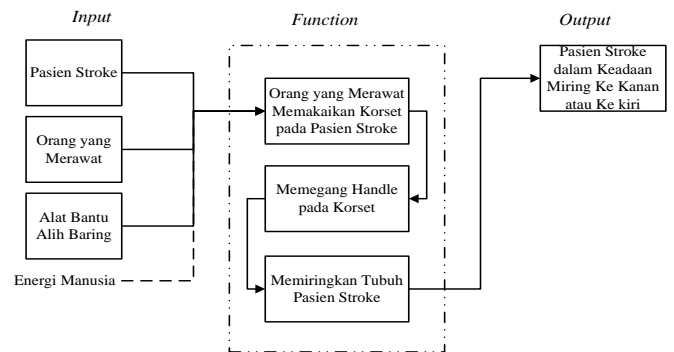 Input
Function
Output
Pasien Stroke
Orang yang
Merawat
Alat Bantu
Alih Baring
Energi Manusia
Orang yang Merawat
Memakaikan Korset
pada Pasien Stroke
Memegang Handle
pada Korset
Memiringkan Tubuh
Pasien Stroke
Pasien Stroke
dalam Keadaan
Miring Ke Kanan
atau Ke kiri